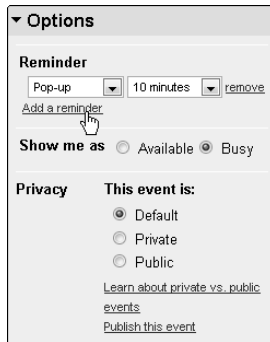 Options
Reminder
Pop-up 10 minutes remove
Add a reminder
Show me as Available Busy
Privacy This event is:
Default
Private
Public
Learn about private vs. public
events
Publish this event